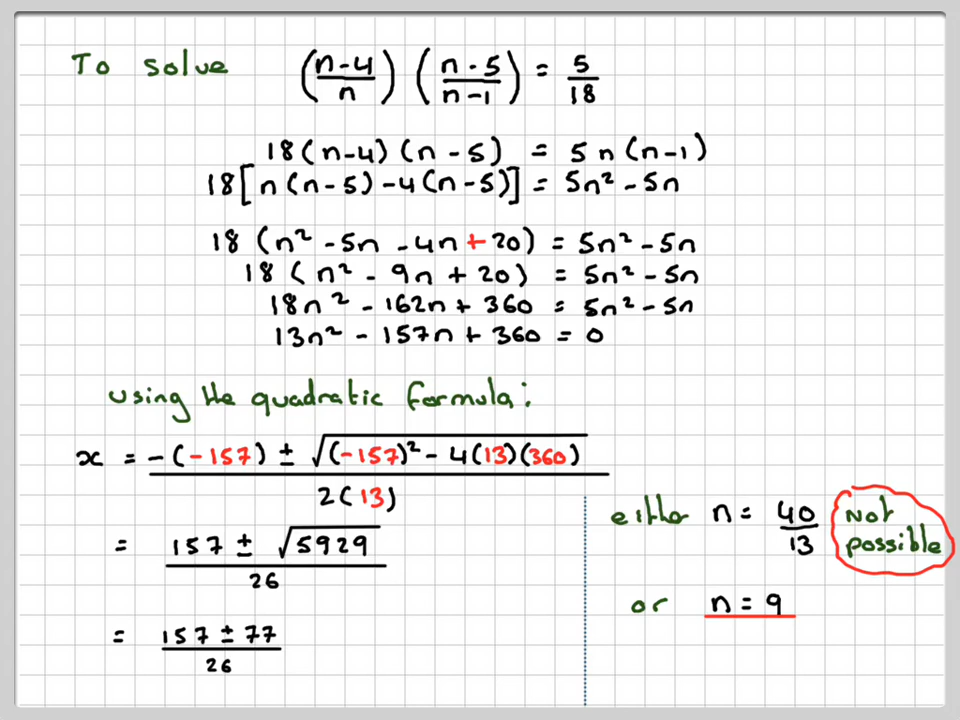 To solve (n-4/n) (n-5/n-1) = 5/18
18(n-4)(n-5) = 5n(n-1)
18[n(n-5)-4(n-5)] = 5n²-5n
18(n²-5n-4n+20) = 5n²-5n
18(n²-9n+20) = 5n²-5n
18n²-162n+360 = 5n²-5n
13n²-157n+360 = 0
using the quadratic formula:
x = -(-157) ± √(-157)²-4(13)(360) / 2(13)
= 157 ± √5929 / 26
= 157 ± 77 / 26
either n = 40/13 Not possible
or n = 9